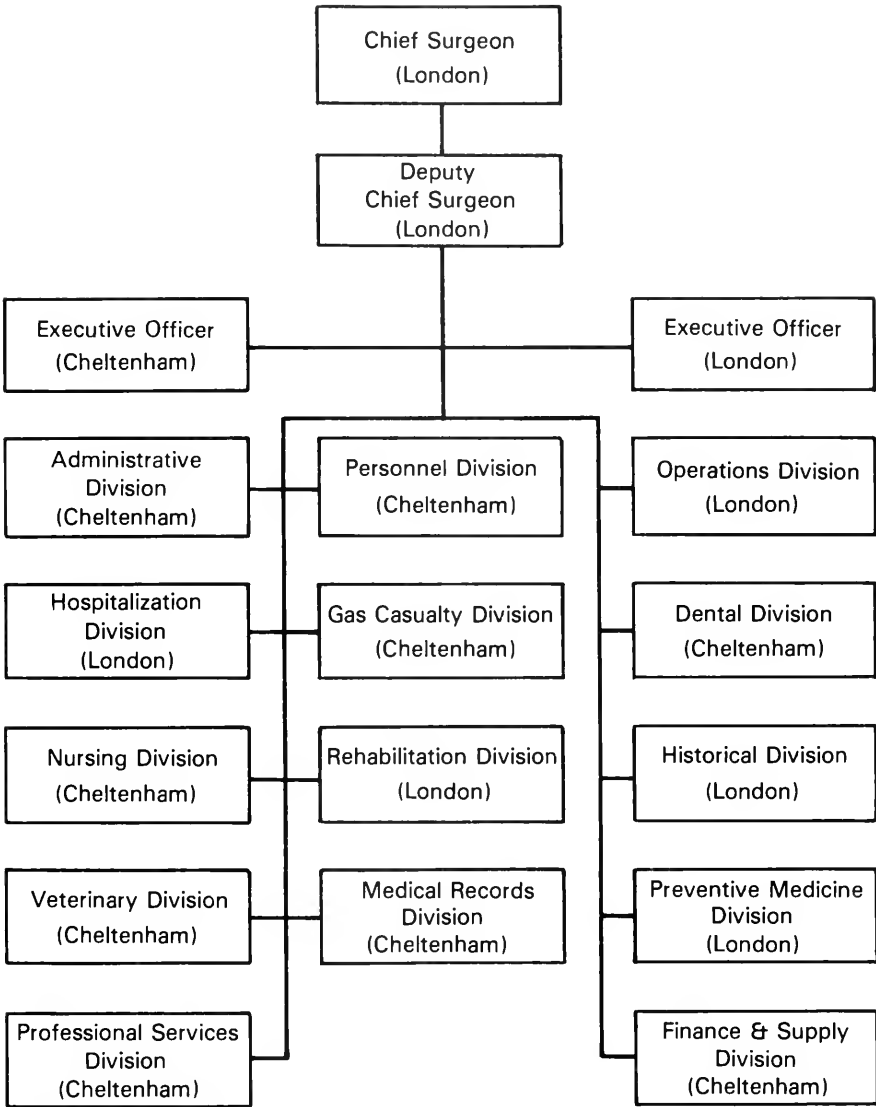 Chief Surgeon
(London)
Deputy
Chief Surgeon
(London)
Executive Officer
(Cheltenham)
Executive Officer
(London)
Administrative
Division
(Cheltenham)
Personnel Division
(Cheltenham)
Operations Division
(London)
Hospitalization
Division
(London)
Gas Casualty Division
(Cheltenham)
Dental Division
(Cheltenham)
Nursing Division
(Cheltenham)
Rehabilitation Division
(London)
Historical Division
(London)
Veterinary Division
(Cheltenham)
Medical Records
Division
(Cheltenham)
Preventive Medicine
Division
(London)
Professional Services
Division
(Cheltenham)
Finance & Supply
Division
(Cheltenham)